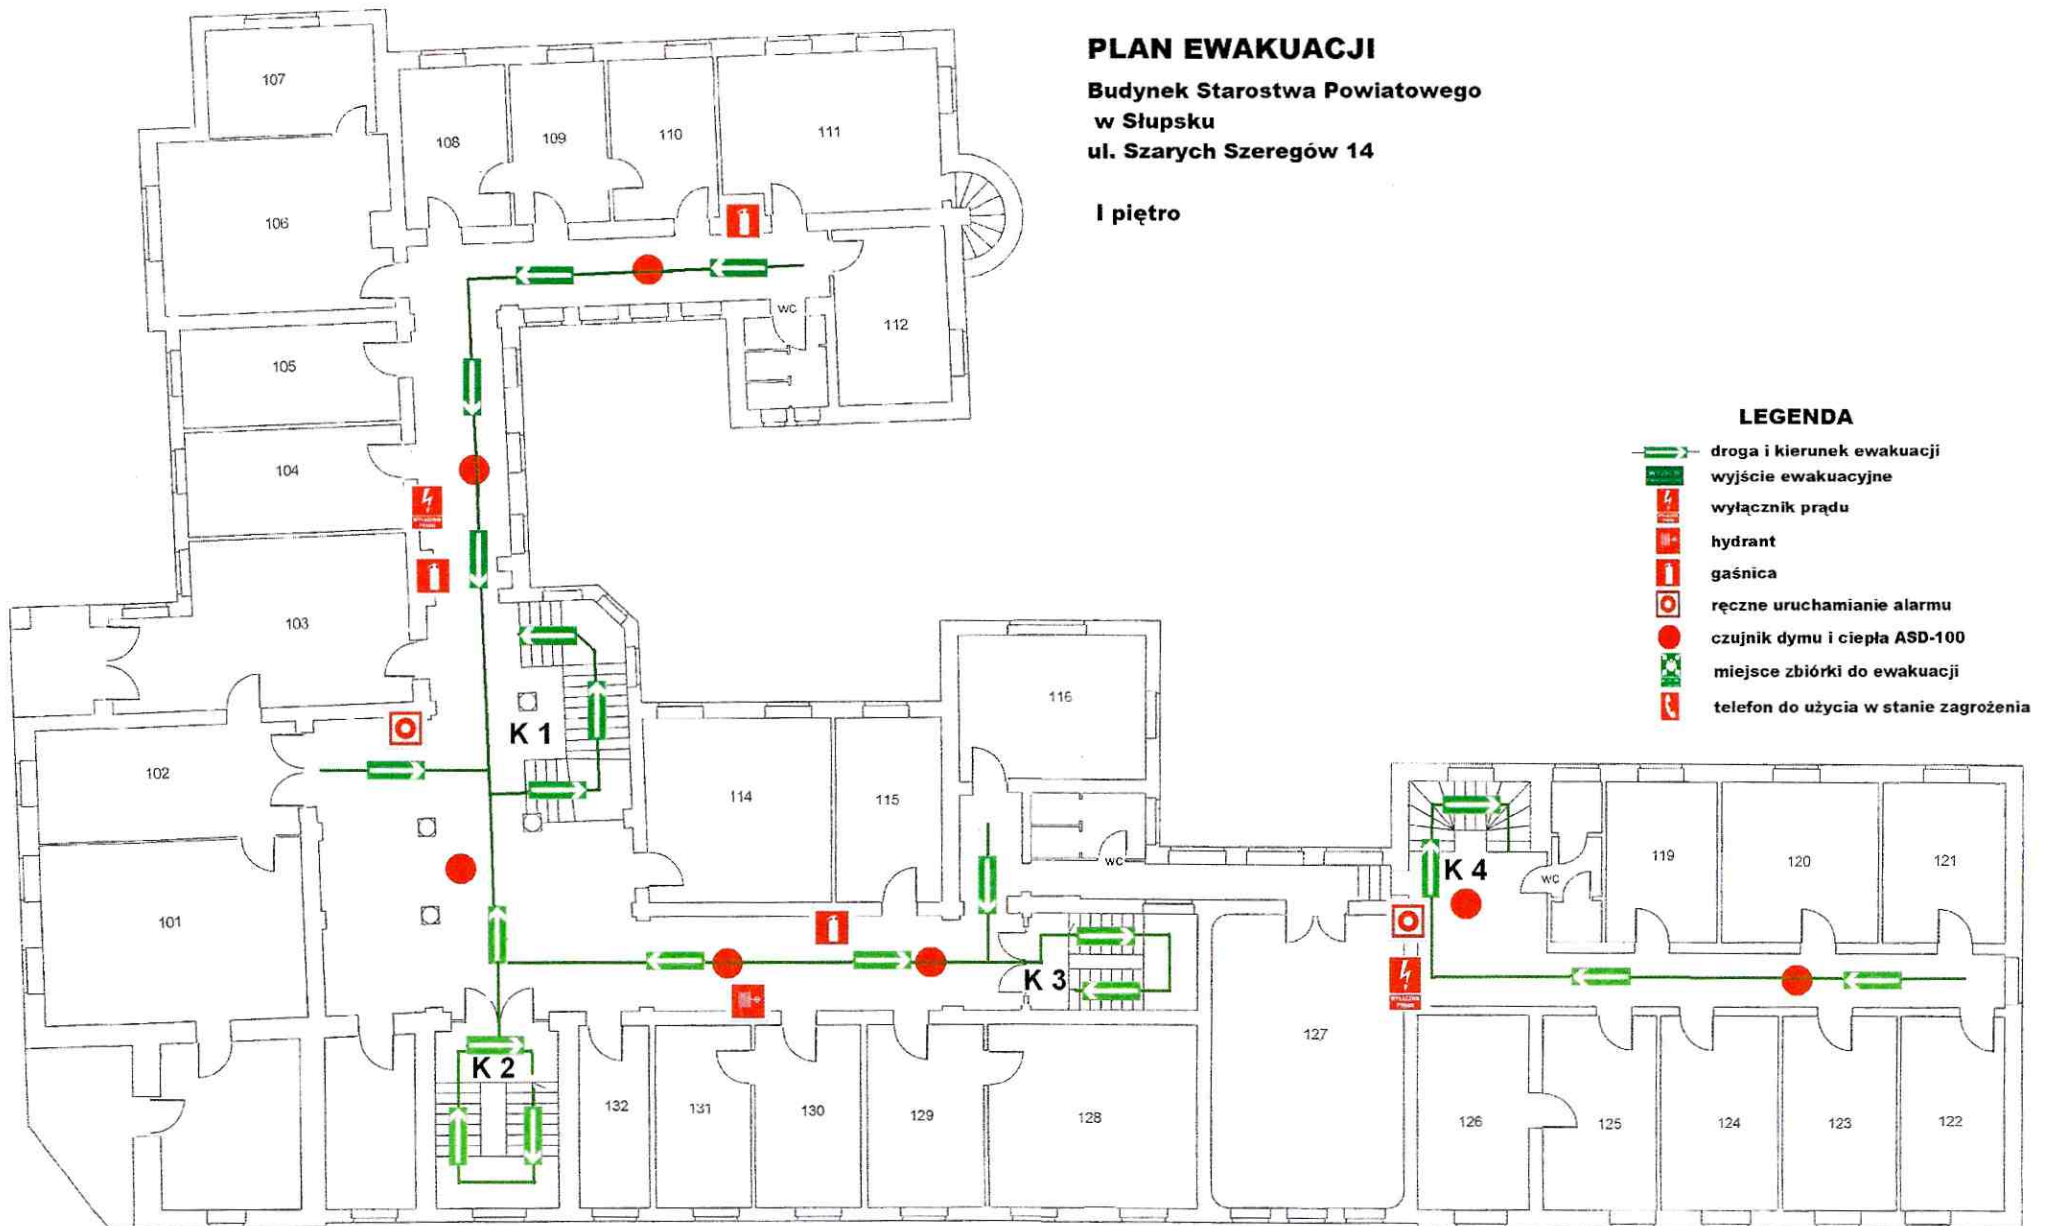 PLAN EWAKUACJI
Budynek Starostwa Powiatowego
w Słupsku
ul. Szarych Szeregów 14
I piętro
107
108
109
110
111
106
WC
112
105
104
LEGENDA
droga i kierunek ewakuacji
wyjście ewakuacyjne
wyłącznik prądu
hydrant
gaśnica
ręczne uruchamianie alarmu
czujnik dymu i ciepła ASD-100
miejsce zbiórki do ewakuacji
telefon do użycia w stanie zagrożenia
103
116
K 1
102
114
115
WC
K 4
WC
119
120
121
101
K 3
K 2
127
132
131
130
129
128
126
125
124
123
122